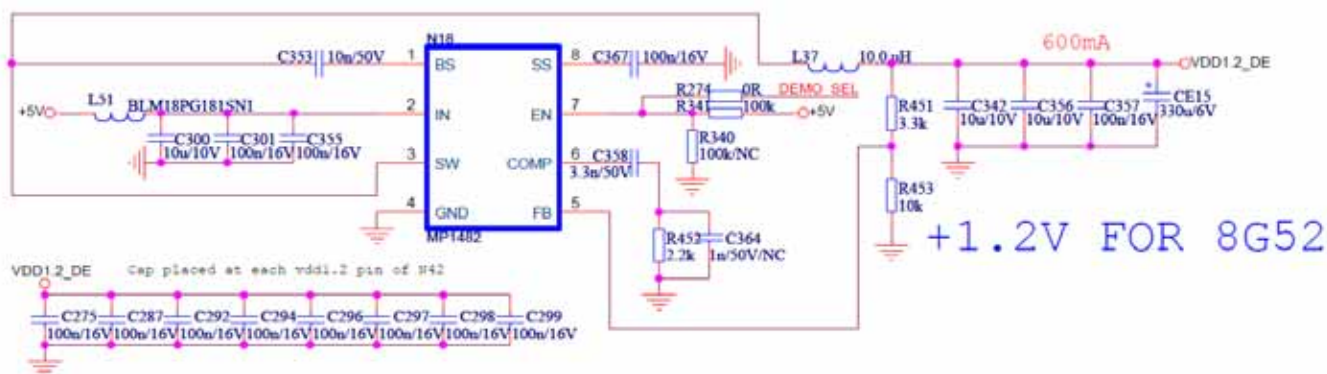 N18
600mA
C353 10n/50V
1 BS
SS 8
C367 100n/16V
L37 10.0uH
VDD1.2_DE
R274 0R DEMO_SEL
R341 100k
+5V
+5V
L51
BLM18PG181SN1
2 IN
EN 7
C300
10u/10V
C301
100n/16V
C355
100n/16V
R340
100k/NC
R451
3.3k
C342
10u/10V
C356
10u/10V
C357
100n/16V
+
CE15
330u/6V
3 SW
COMP 6
C358
3.3n/50V
4 GND
FB 5
MP1482
R453
10k
+1.2V FOR 8G52
R452
2.2k
C364
1n/50V/NC
VDD1.2_DE
Cap placed at each vdd1.2 pin of N42
C275
100n/16V
C287
100n/16V
C292
100n/16V
C294
100n/16V
C296
100n/16V
C297
100n/16V
C298
100n/16V
C299
100n/16V